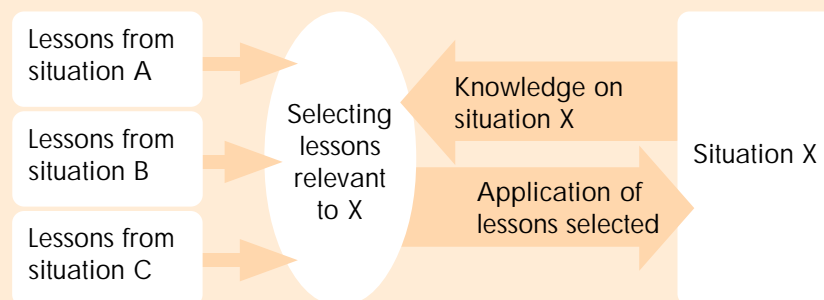 Lessons from
situation A
Lessons from
situation B
Lessons from
situation C
Selecting
lessons
relevant
to X
Knowledge on
situation X
Application of
lessons selected
Situation X